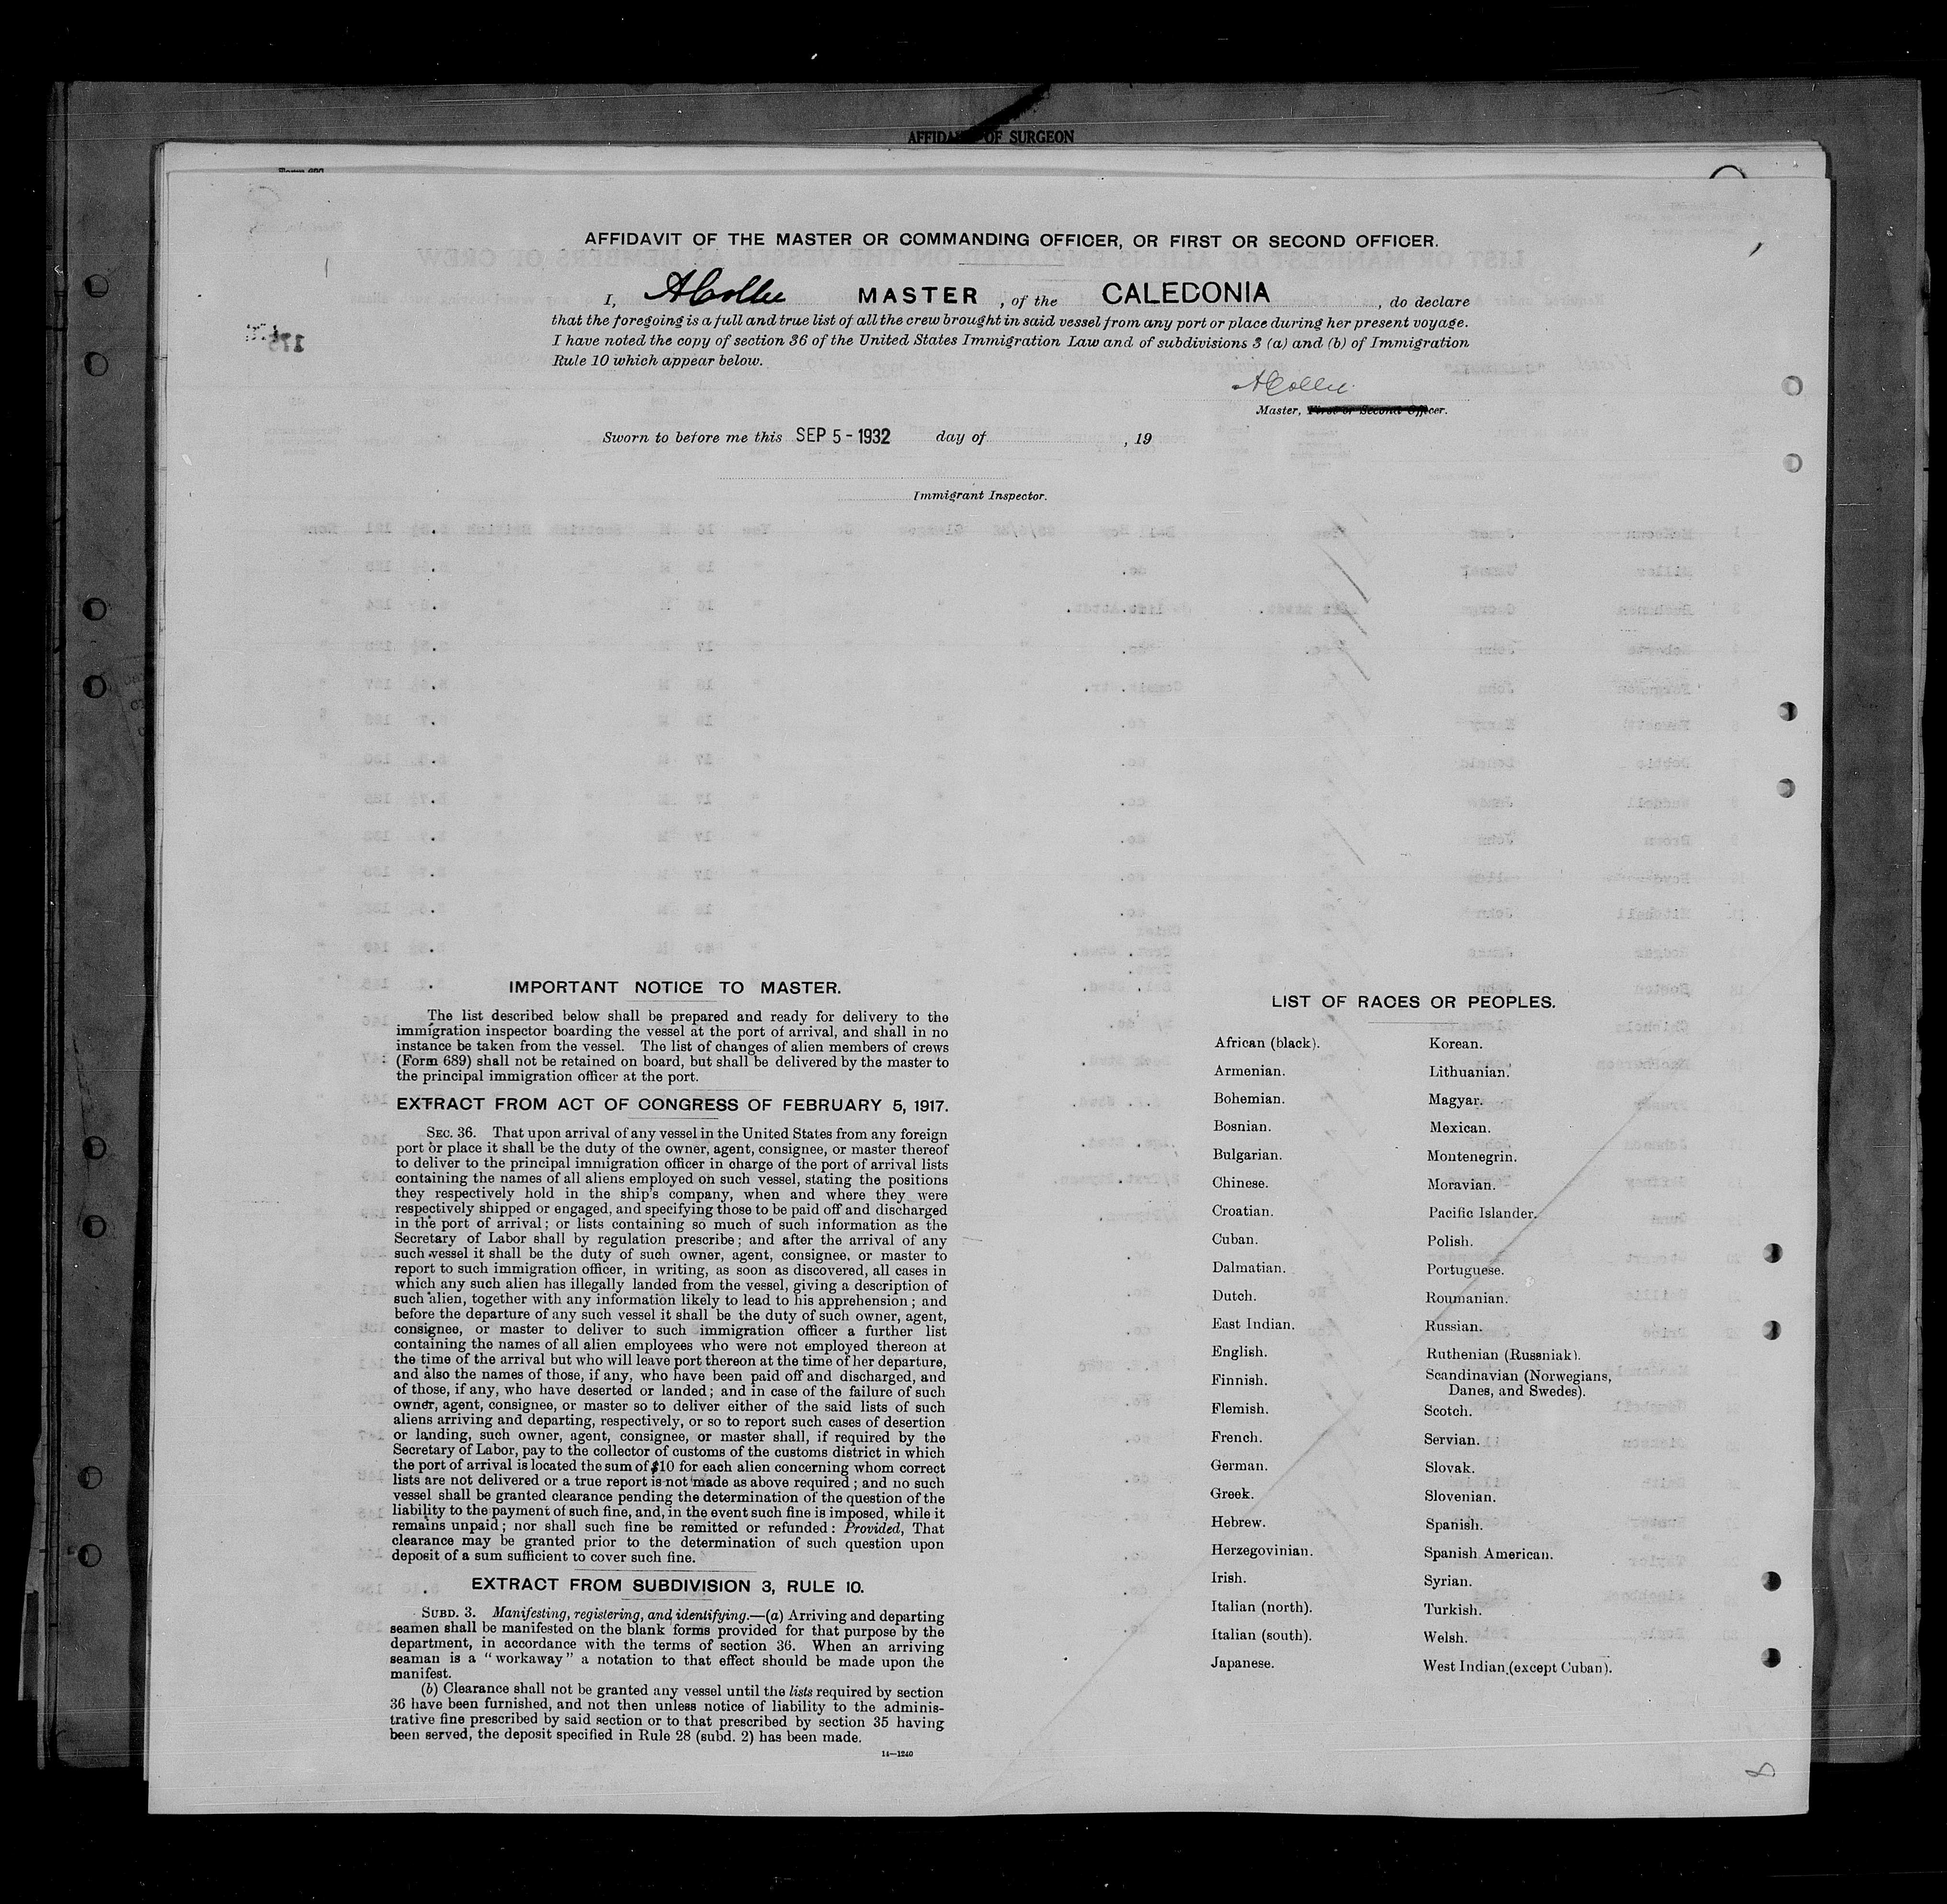 AFFIDAVIT OF SURGEON
AFFIDAVIT OF THE MASTER OR COMMANDING OFFICER, OR FIRST OR SECOND OFFICER.
I, A Collie MASTER, of the CALEDONIA, do declare
that the foregoing is a full and true list of all the crew brought in said vessel from any port or place during her present voyage.
I have noted the copy of section 36 of the United States Immigration Law and of subdivisions 3 (a) and (b) of Immigration
Rule 10 which appear below.
A Collie
Master, First or Second Officer.
Sworn to before me this SEP 5 - 1932 day of , 19
Immigrant Inspector.
IMPORTANT NOTICE TO MASTER.
The list described below shall be prepared and ready for delivery to the
immigration inspector boarding the vessel at the port of arrival, and shall in no
instance be taken from the vessel. The list of changes of alien members of crews
(Form 689) shall not be retained on board, but shall be delivered by the master to
the principal immigration officer at the port.
EXTRACT FROM ACT OF CONGRESS OF FEBRUARY 5, 1917.
SEC. 36. That upon arrival of any vessel in the United States from any foreign
port or place it shall be the duty of the owner, agent, consignee, or master thereof
to deliver to the principal immigration officer in charge of the port of arrival lists
containing the names of all aliens employed on such vessel, stating the positions
they respectively hold in the ship's company, when and where they were
respectively shipped or engaged, and specifying those to be paid off and discharged
in the port of arrival; or lists containing so much of such information as the
Secretary of Labor shall by regulation prescribe; and after the arrival of any
such vessel it shall be the duty of such owner, agent, consignee, or master to
report to such immigration officer, in writing, as soon as discovered, all cases in
which any such alien has illegally landed from the vessel, giving a description of
such alien, together with any information likely to lead to his apprehension; and
before the departure of any such vessel it shall be the duty of such owner, agent,
consignee, or master to deliver to such immigration officer a further list
containing the names of all alien employees who were not employed thereon at
the time of the arrival but who will leave port thereon at the time of her departure,
and also the names of those, if any, who have been paid off and discharged, and
of those, if any, who have deserted or landed; and in case of the failure of such
owner, agent, consignee, or master so to deliver either of the said lists of such
aliens arriving and departing, respectively, or so to report such cases of desertion
or landing, such owner, agent, consignee, or master shall, if required by the
Secretary of Labor, pay to the collector of customs of the customs district in which
the port of arrival is located the sum of $10 for each alien concerning whom correct
lists are not delivered or a true report is not made as above required; and no such
vessel shall be granted clearance pending the determination of the question of the
liability to the payment of such fine, and, in the event such fine is imposed, while it
remains unpaid; nor shall such fine be remitted or refunded: Provided, That
clearance may be granted prior to the determination of such question upon
deposit of a sum sufficient to cover such fine.
EXTRACT FROM SUBDIVISION 3, RULE 10.
SUBD. 3. Manifesting, registering, and identifying.—(a) Arriving and departing
seamen shall be manifested on the blank forms provided for that purpose by the
department, in accordance with the terms of section 36. When an arriving
seaman is a "workaway" a notation to that effect should be made upon the
manifest.
(b) Clearance shall not be granted any vessel until the lists required by section
36 have been furnished, and not then unless notice of liability to the adminis-
trative fine prescribed by said section or to that prescribed by section 35 having
been served, the deposit specified in Rule 28 (subd. 2) has been made.
14—1240
LIST OF RACES OR PEOPLES.
African (black).
Armenian.
Bohemian.
Bosnian.
Bulgarian.
Chinese.
Croatian.
Cuban.
Dalmatian.
Dutch.
East Indian.
English.
Finnish.
Flemish.
French.
German.
Greek.
Hebrew.
Herzegovinian.
Irish.
Italian (north).
Italian (south).
Japanese.
Korean.
Lithuanian.
Magyar.
Mexican.
Montenegrin.
Moravian.
Pacific Islander.
Polish.
Portuguese.
Roumanian.
Russian.
Ruthenian (Russniak).
Scandinavian (Norwegians,
Danes, and Swedes).
Scotch.
Servian.
Slovak.
Slovenian.
Spanish.
Spanish American.
Syrian.
Turkish.
Welsh.
West Indian (except Cuban).
8